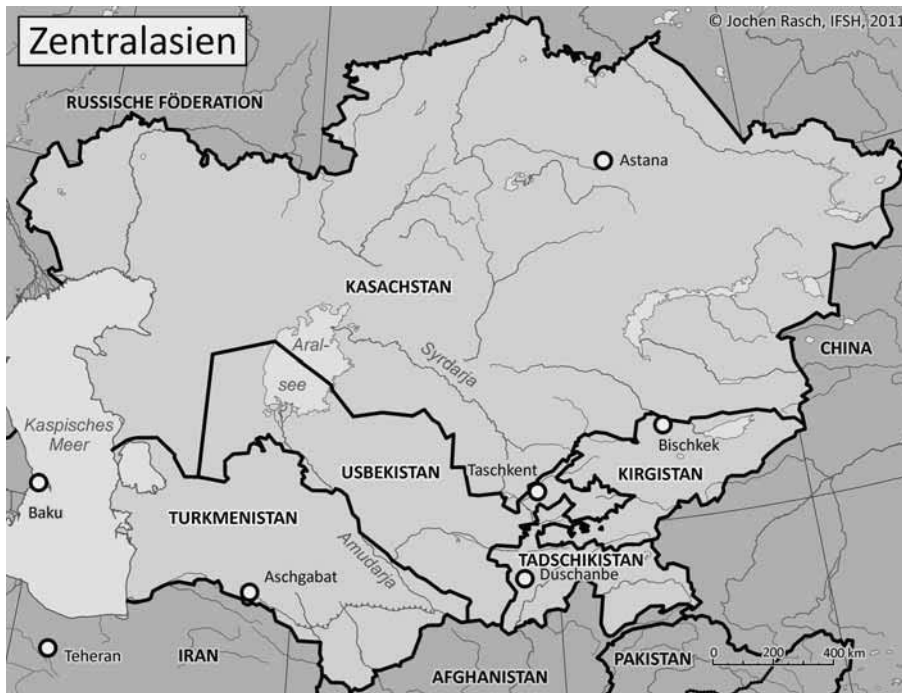 Zentralasien
© Jochen Rasch, IFSH, 2011
RUSSISCHE FÖDERATION
Astana
KASACHSTAN
Aral-
see
Syrdarja
CHINA
Kaspisches
Meer
Bischkek
Taschkent
USBEKISTAN
KIRGISTAN
Baku
TURKMENISTAN
Amudarja
TADSCHIKISTAN
Duschanbe
Aschgabat
Teheran
IRAN
AFGHANISTAN
PAKISTAN
0 200 400 km